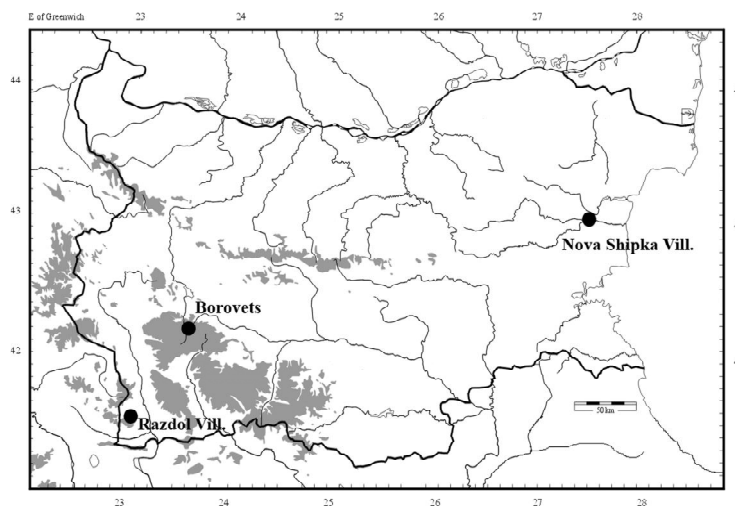 E of Greenwich
23 24 25 26 27 28
44
43
Nova Shipka Vill.
Borovets
42
50 km
Razdol Vill.
23 24 25 26 27 28